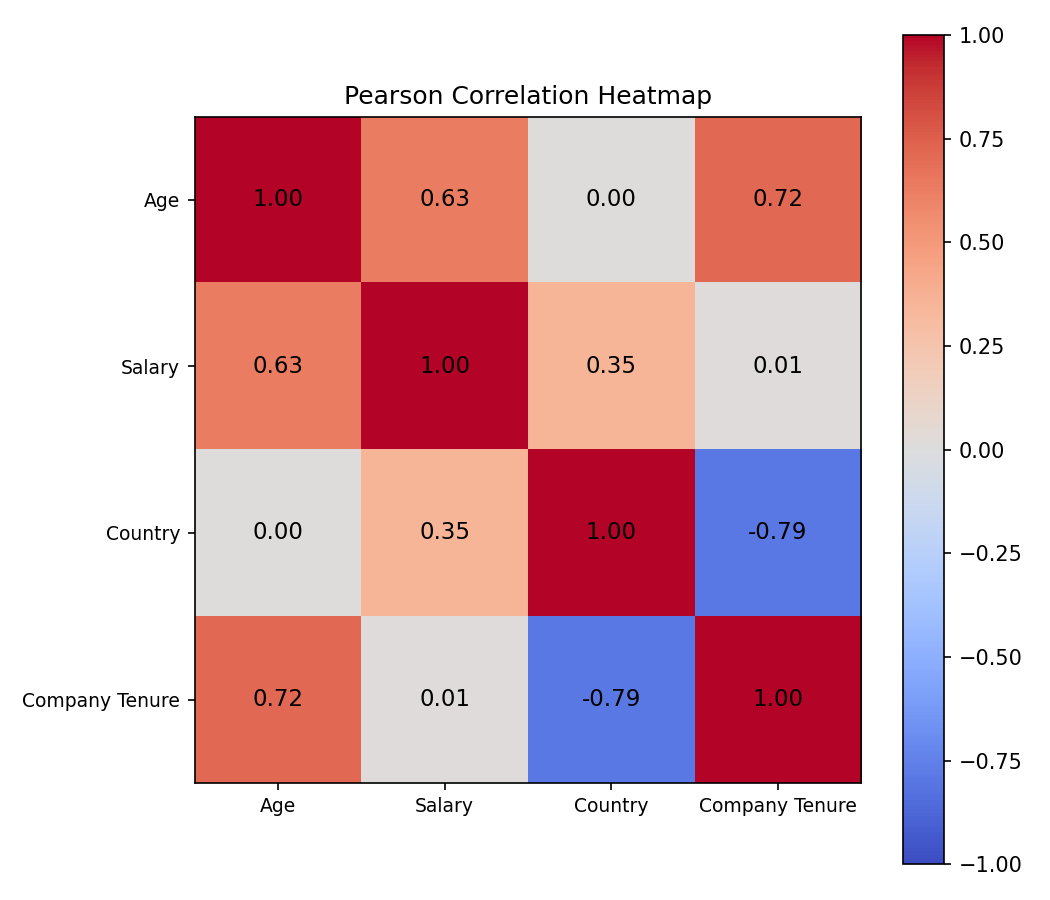 Pearson Correlation Heatmap
Age 1.00 0.63 0.00 0.72
Salary 0.63 1.00 0.35 0.01
Country 0.00 0.35 1.00 -0.79
Company Tenure 0.72 0.01 -0.79 1.00
Age Salary Country Company Tenure
1.00
0.75
0.50
0.25
0.00
−0.25
−0.50
−0.75
−1.00